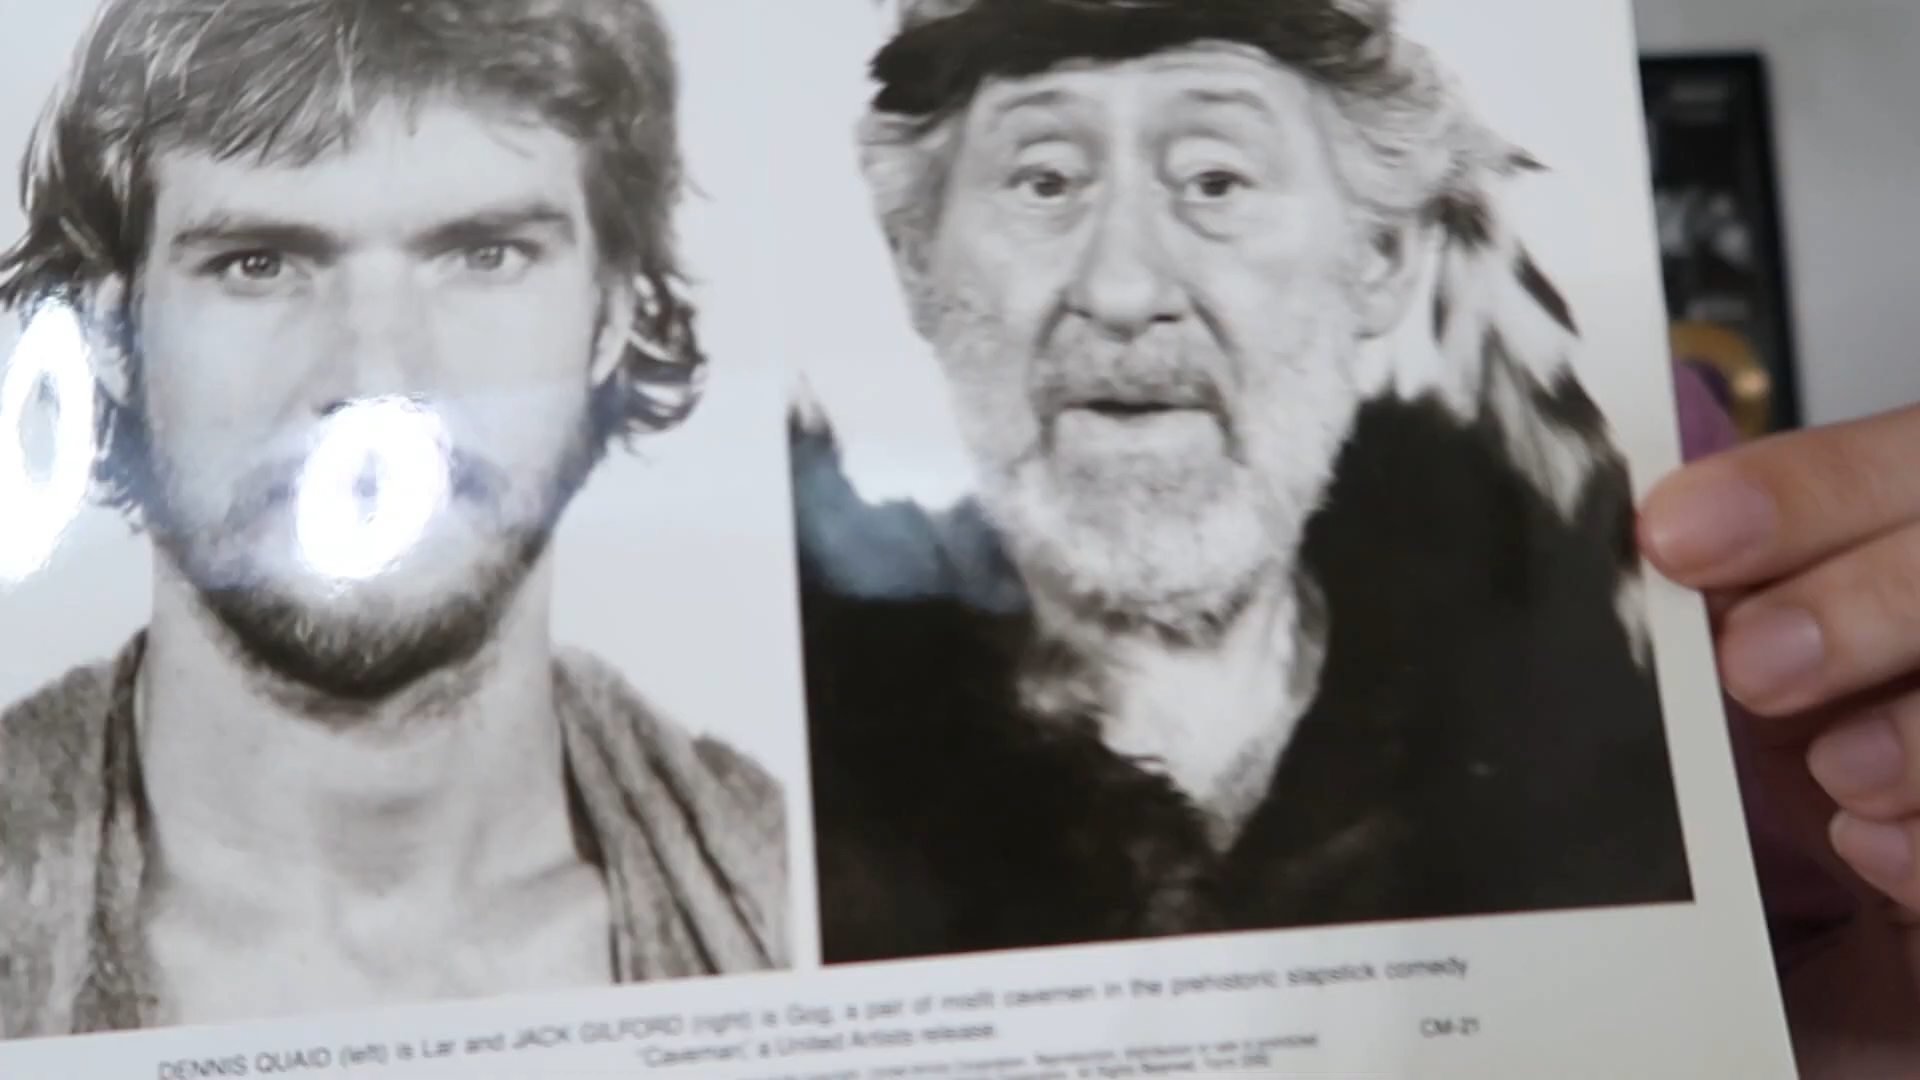 DENNIS QUAID (left) is Lar and JACK GILFORD (right) is Gog, a pair of misfit cavemen in the prehistoric slapstick comedy
"Caveman," a United Artists release.
CM-21